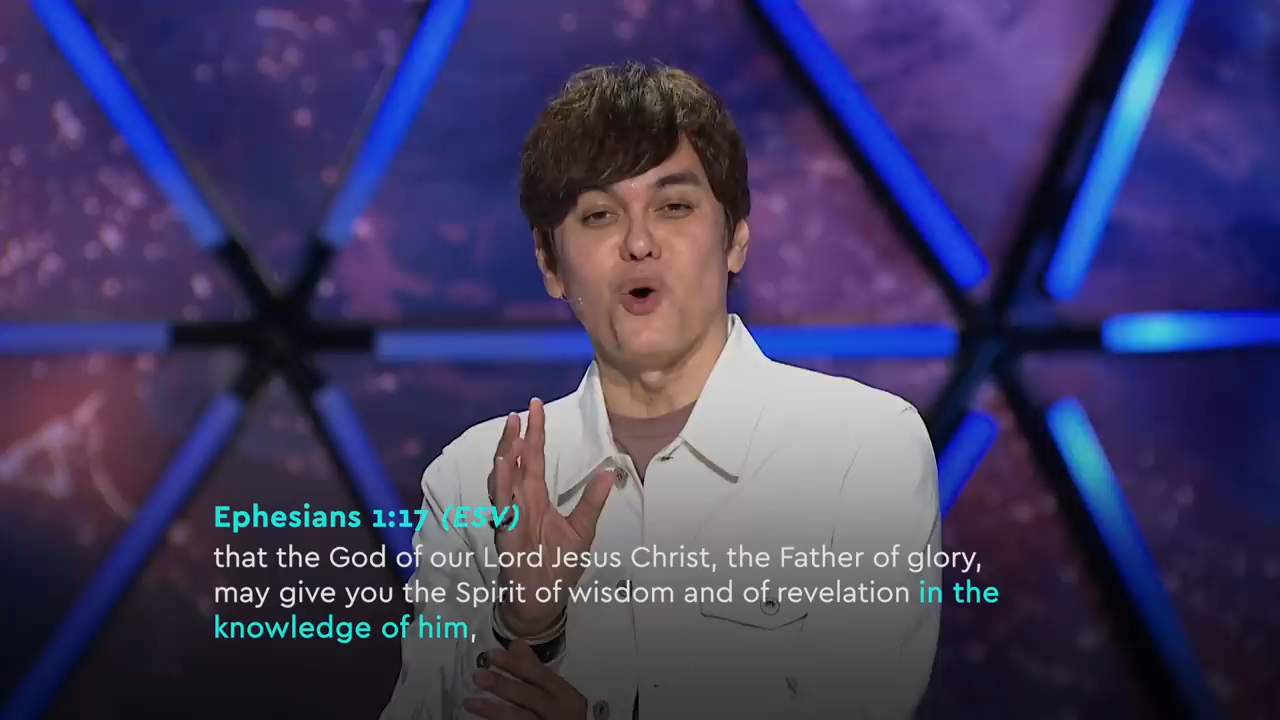 Ephesians 1:17 (ESV)
that the God of our Lord Jesus Christ, the Father of glory,
may give you the Spirit of wisdom and of revelation in the
knowledge of him,